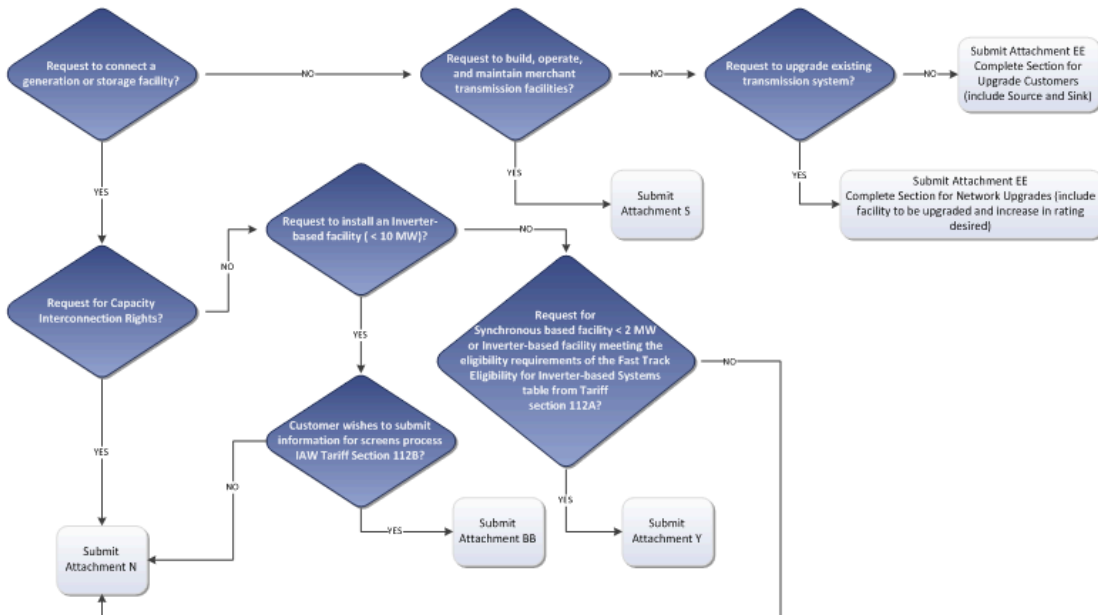 Request to connect a
generation or storage facility?
NO
Request to build, operate,
and maintain merchant
transmission facilities?
NO
Request to upgrade existing
transmission system?
NO
Submit Attachment EE
Complete Section for
Upgrade Customers
(include Source and Sink)
YES
YES
YES
Submit
Attachment S
Submit Attachment EE
Complete Section for Network Upgrades (include
facility to be upgraded and increase in rating
desired)
Request to install an Inverter-
based facility ( < 10 MW)?
NO
NO
Request for Capacity
Interconnection Rights?
YES
Request for
Synchronous based facility < 2 MW
or Inverter-based facility meeting the
eligibility requirements of the Fast Track
Eligibility for Inverter-based Systems
table from Tariff
section 112A?
NO
Customer wishes to submit
information for screens process
IAW Tariff Section 112B?
YES
NO
YES
YES
Submit
Attachment N
Submit
Attachment BB
Submit
Attachment Y